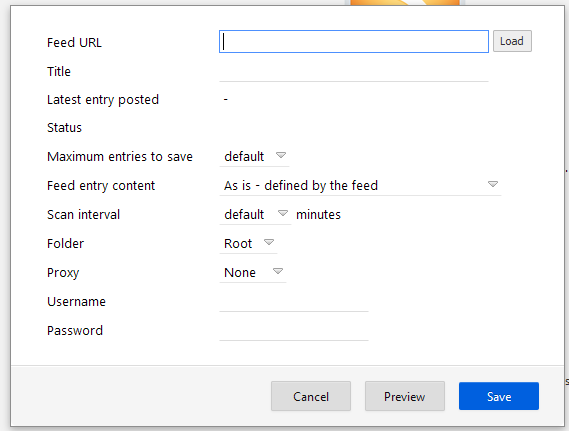 Feed URL Load
Title
Latest entry posted -
Status
Maximum entries to save default
Feed entry content As is - defined by the feed
Scan interval default minutes
Folder Root
Proxy None
Username
Password
Cancel Preview Save